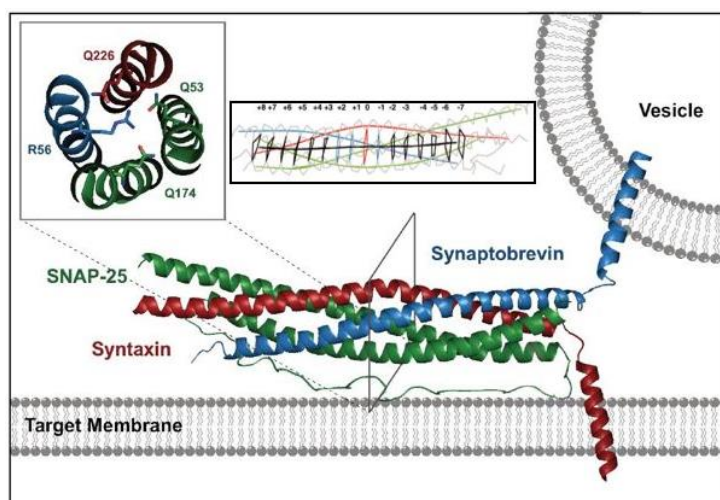 Q226
Q53
R56
Q174
+8 +7 +6 +5 +4 +3 +2 +1 0 -1 -2 -3 -4 -5 -6 -7
Vesicle
Synaptobrevin
SNAP-25
Syntaxin
Target Membrane